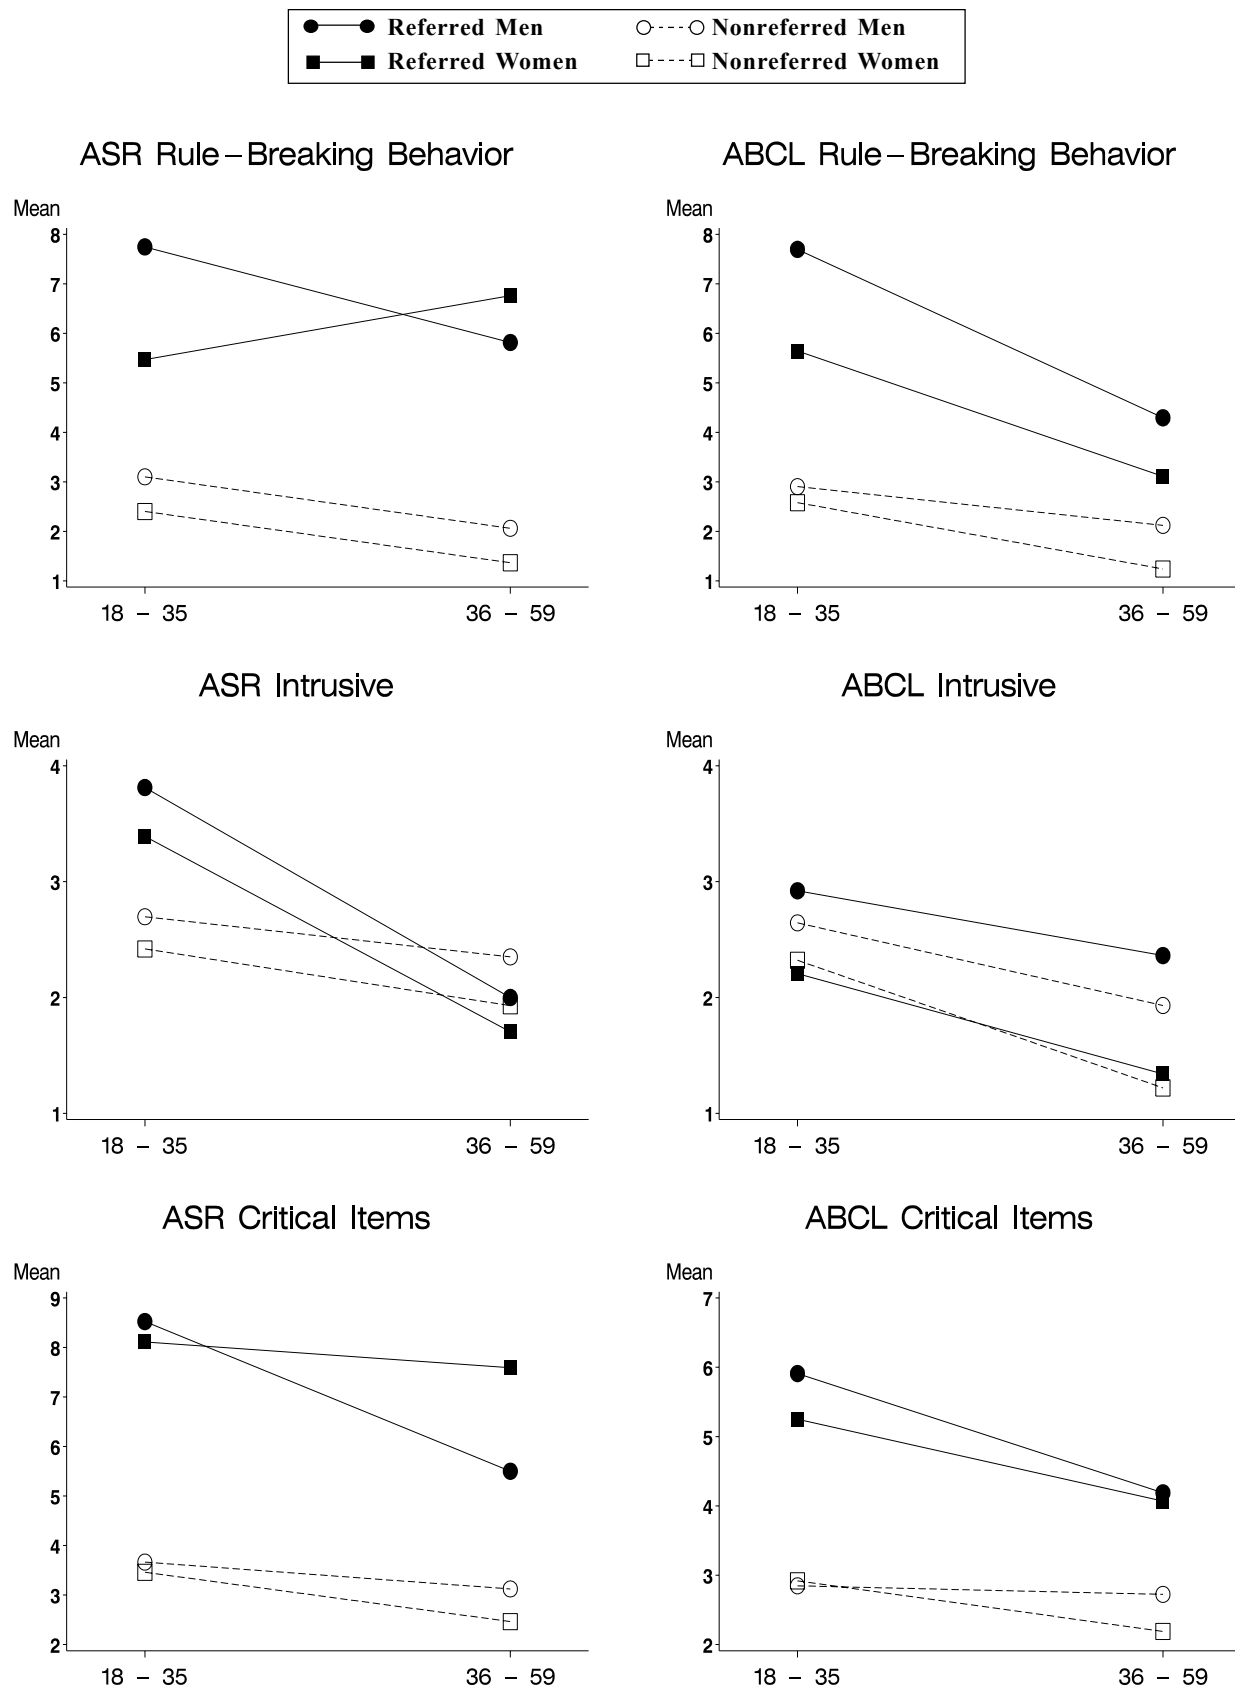 Referred Men Nonreferred Men
Referred Women Nonreferred Women
ASR Rule–Breaking Behavior ABCL Rule–Breaking Behavior
Mean Mean
8 8
7 7
6 6
5 5
4 4
3 3
2 2
1 1
18 – 35 36 – 59 18 – 35 36 – 59
ASR Intrusive ABCL Intrusive
Mean Mean
4 4
3 3
2 2
1 1
18 – 35 36 – 59 18 – 35 36 – 59
ASR Critical Items ABCL Critical Items
Mean Mean
9 7
8
7 6
6 5
5 4
4
3 3
2 2
18 – 35 36 – 59 18 – 35 36 – 59